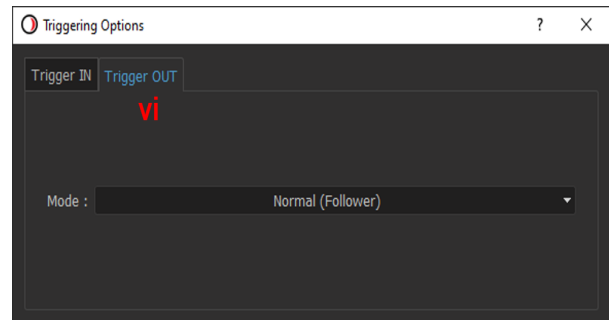 Triggering Options ? X
Trigger IN Trigger OUT
vi
Mode : Normal (Follower)